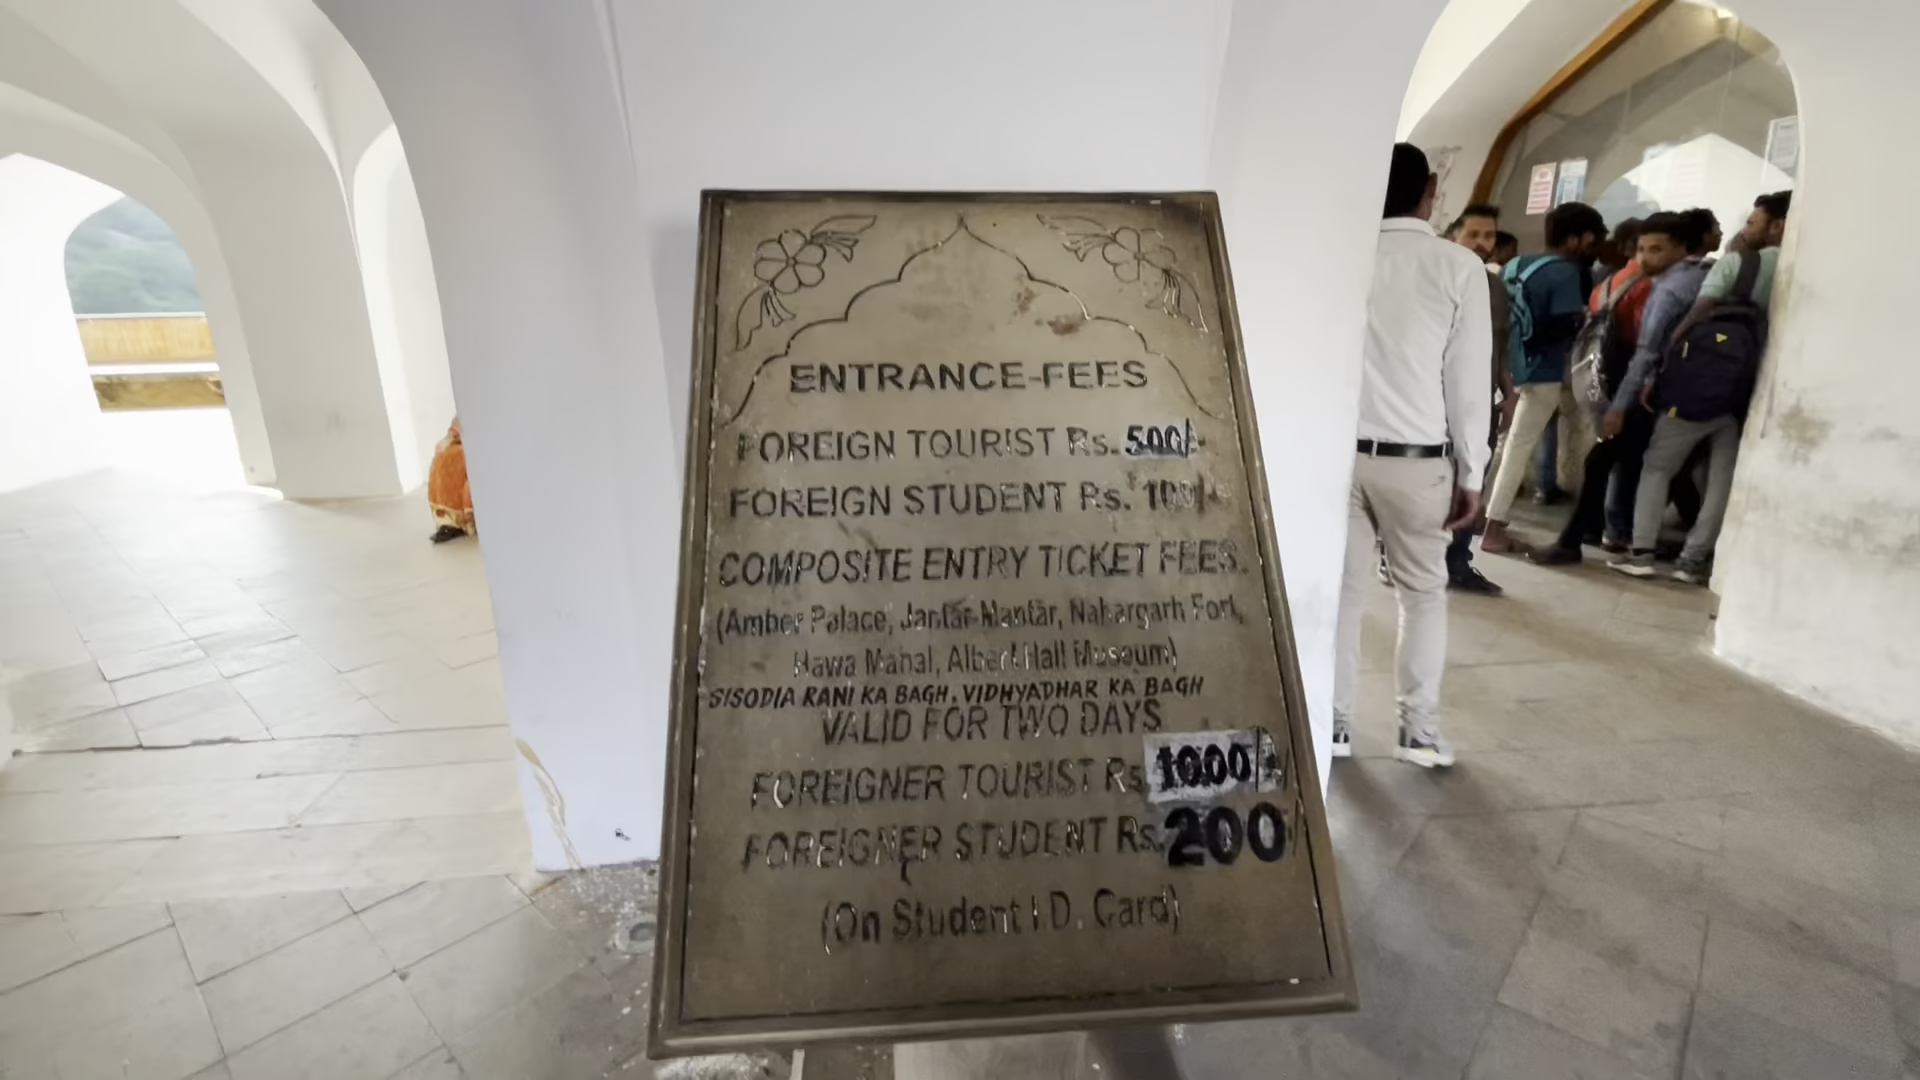 ENTRANCE-FEES
FOREIGN TOURIST Rs. 500/-
FOREIGN STUDENT Rs. 100/-
COMPOSITE ENTRY TICKET FEES.
(Amber Palace, Jantar-Mantar, Nahargarh Fort,
Hawa Mahal, Albert Hall Museum)
SISODIA RANI KA BAGH, VIDHYADHAR KA BAGH
VALID FOR TWO DAYS
FOREIGNER TOURIST Rs. 1000/-
FOREIGNER STUDENT Rs. 200
(On Student I.D. Card)